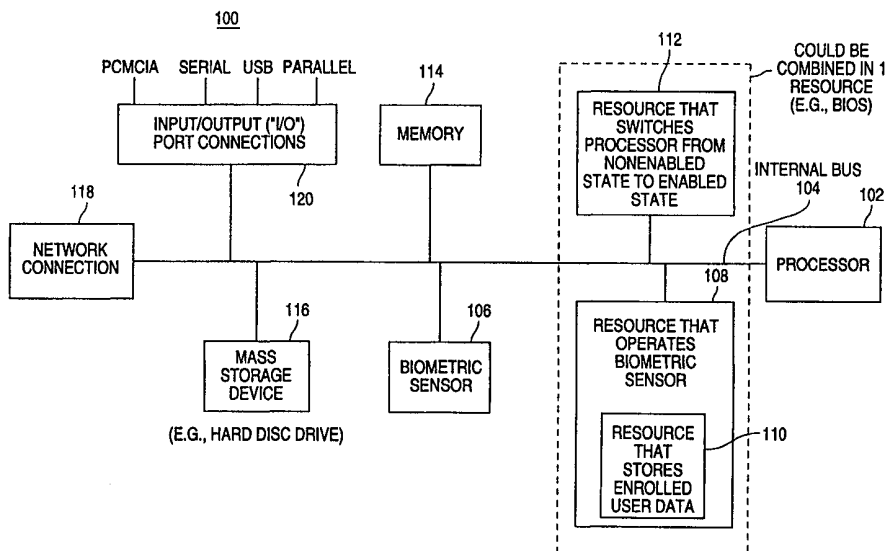 100
PCMCIA SERIAL USB PARALLEL
INPUT/OUTPUT ("I/O")
PORT CONNECTIONS
120
114
MEMORY
112
RESOURCE THAT
SWITCHES
PROCESSOR FROM
NONENABLED
STATE TO ENABLED
STATE
COULD BE
COMBINED IN 1
RESOURCE
(E.G., BIOS)
INTERNAL BUS
104
102
PROCESSOR
118
NETWORK
CONNECTION
116
MASS
STORAGE
DEVICE
(E.G., HARD DISC DRIVE)
106
BIOMETRIC
SENSOR
108
RESOURCE THAT
OPERATES
BIOMETRIC
SENSOR
110
RESOURCE
THAT
STORES
ENROLLED
USER DATA